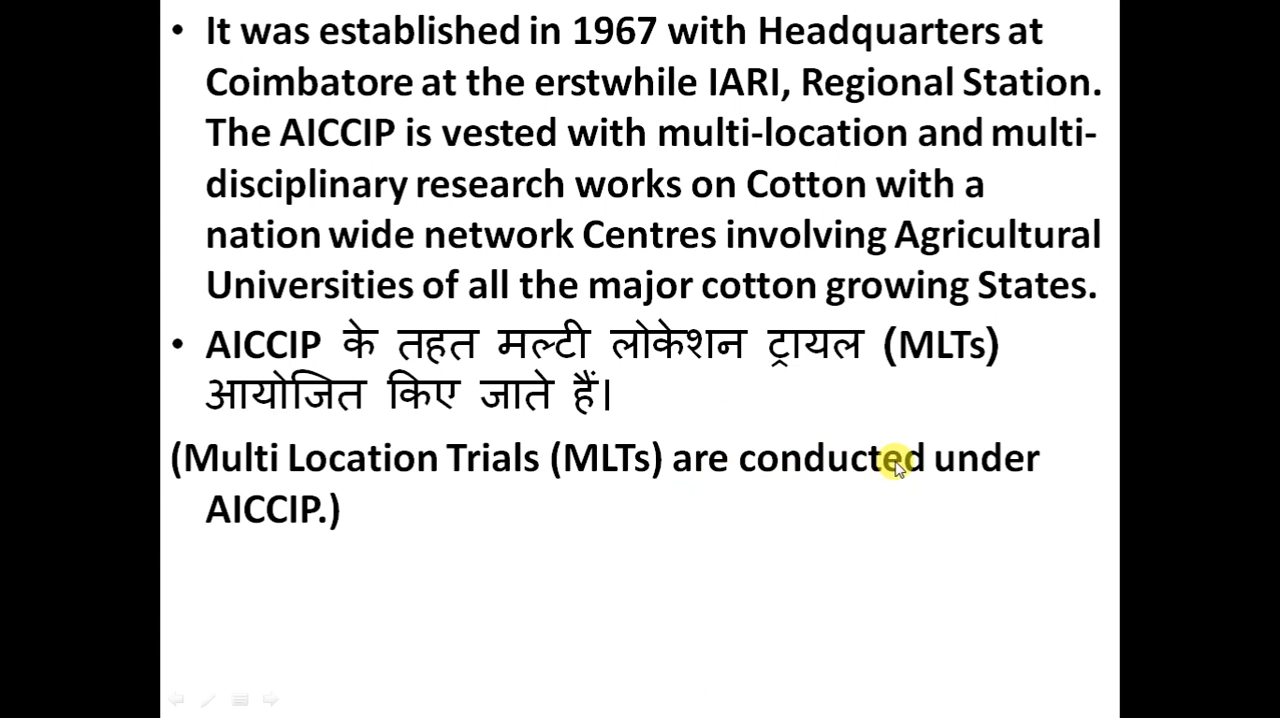 • It was established in 1967 with Headquarters at
Coimbatore at the erstwhile IARI, Regional Station.
The AICCIP is vested with multi-location and multi-
disciplinary research works on Cotton with a
nation wide network Centres involving Agricultural
Universities of all the major cotton growing States.
• AICCIP के तहत मल्टी लोकेशन ट्रायल (MLTs)
आयोजित किए जाते हैं।
(Multi Location Trials (MLTs) are conducted under
AICCIP.)